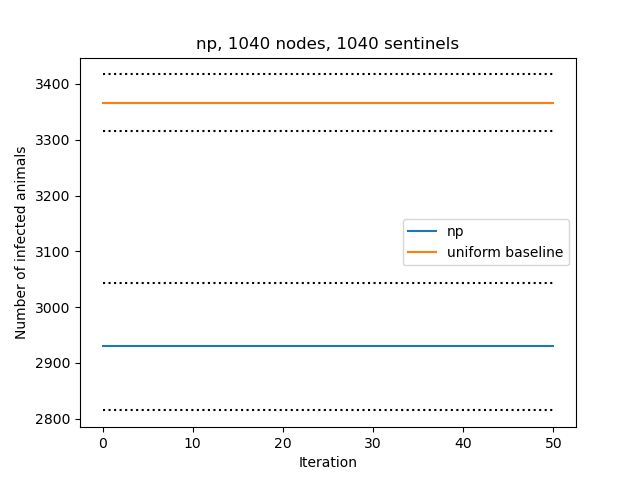 np, 1040 nodes, 1040 sentinels
Number of infected animals
3400
3300
3200
3100
3000
2900
2800
np
uniform baseline
0 10 20 30 40 50
Iteration